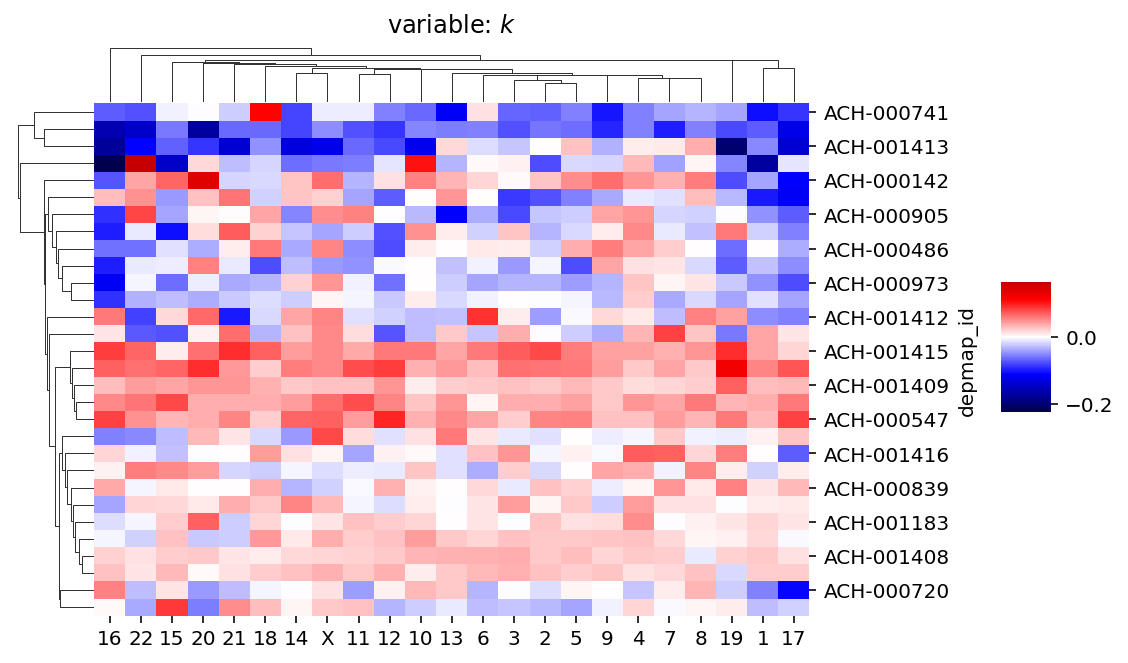 variable: k
ACH-000741
ACH-001413
ACH-000142
ACH-000905
ACH-000486
ACH-000973
ACH-001412
ACH-001415
ACH-001409
ACH-000547
ACH-001416
ACH-000839
ACH-001183
ACH-001408
ACH-000720
depmap_id
0.0
−0.2
16 22 15 20 21 18 14 X 11 12 10 13 6 3 2 5 9 4 7 8 19 1 17